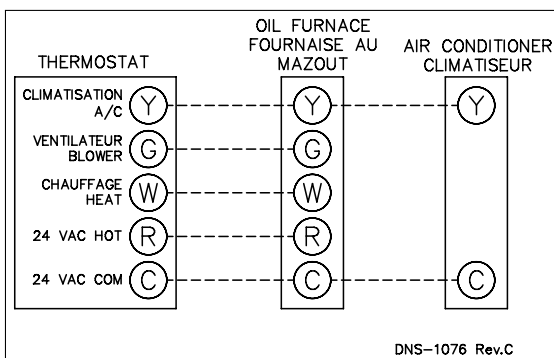 THERMOSTAT
OIL FURNACE
FOURNAISE AU
MAZOUT
AIR CONDITIONER
CLIMATISEUR
CLIMATISATION
A/C
Y
Y
Y
VENTILATEUR
BLOWER
G
G
CHAUFFAGE
HEAT
W
W
24 VAC HOT
R
R
24 VAC COM
C
C
C
DNS-1076 Rev.C